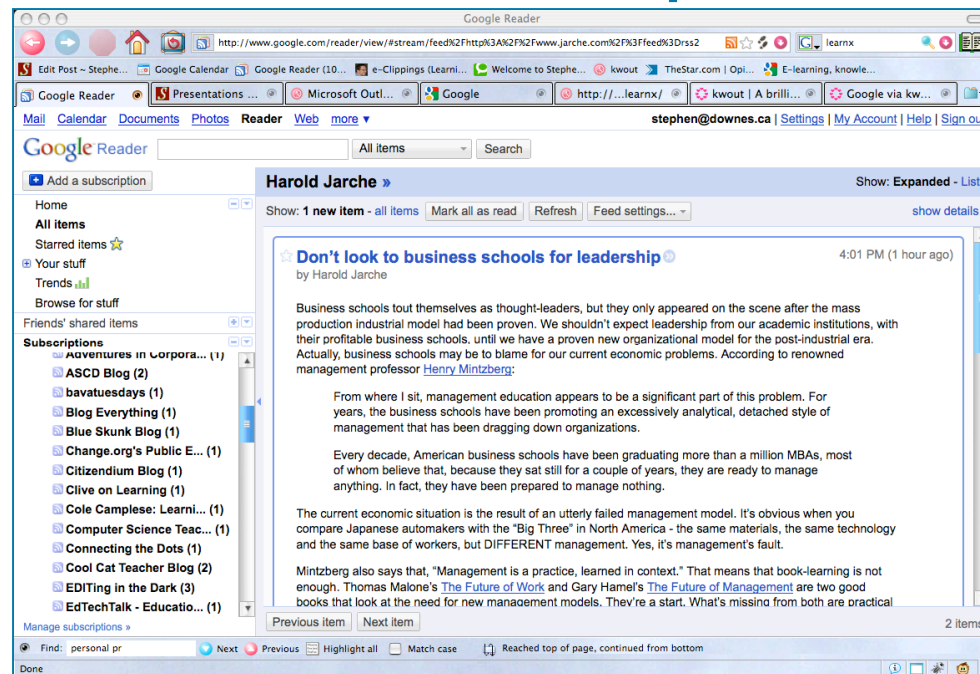 Google Reader
http://www.google.com/reader/view/#stream/feed%2Fhttp%3A%2F%2Fwww.jarche.com%2F%3Ffeed%3Drss2
learnx
Edit Post ~ Stephe... Google Calendar Google Reader (10... e-Clippings (Learni... Welcome to Stephe... kwout TheStar.com | Opi... E-learning, knowle...
Google Reader Presentations ... Microsoft Outl... Google http://...learnx/ kwout | A brilli... Google via kw...
Mail Calendar Documents Photos Reader Web more ▾ stephen@downes.ca | Settings | My Account | Help | Sign ou
Google Reader All items Search
Add a subscription
Home
All items
Starred items
Your stuff
Trends
Browse for stuff
Friends' shared items
Subscriptions
Adventures in Corpora... (1)
ASCD Blog (2)
bavatuesdays (1)
Blog Everything (1)
Blue Skunk Blog (1)
Change.org's Public E... (1)
Citizendium Blog (1)
Clive on Learning (1)
Cole Camplese: Learni... (1)
Computer Science Teac... (1)
Connecting the Dots (1)
Cool Cat Teacher Blog (2)
EDITing in the Dark (3)
EdTechTalk - Educatio... (1)
Manage subscriptions »
Harold Jarche » Show: Expanded - List
Show: 1 new item - all items Mark all as read Refresh Feed settings... show details
Don't look to business schools for leadership 4:01 PM (1 hour ago)
by Harold Jarche
Business schools tout themselves as thought-leaders, but they only appeared on the scene after the mass
production industrial model had been proven. We shouldn't expect leadership from our academic institutions, with
their profitable business schools, until we have a proven new organizational model for the post-industrial era.
Actually, business schools may be to blame for our current economic problems. According to renowned
management professor Henry Mintzberg:
From where I sit, management education appears to be a significant part of this problem. For
years, the business schools have been promoting an excessively analytical, detached style of
management that has been dragging down organizations.
Every decade, American business schools have been graduating more than a million MBAs, most
of whom believe that, because they sat still for a couple of years, they are ready to manage
anything. In fact, they have been prepared to manage nothing.
The current economic situation is the result of an utterly failed management model. It's obvious when you
compare Japanese automakers with the "Big Three" in North America - the same materials, the same technology
and the same base of workers, but DIFFERENT management. Yes, it's management's fault.
Mintzberg also says that, "Management is a practice, learned in context." That means that book-learning is not
enough. Thomas Malone's The Future of Work and Gary Hamel's The Future of Management are two good
books that look at the need for new management models. They're a start. What's missing from both are practical
Previous item Next item 2 items
Find: personal pr Next Previous Highlight all Match case Reached top of page, continued from bottom
Done